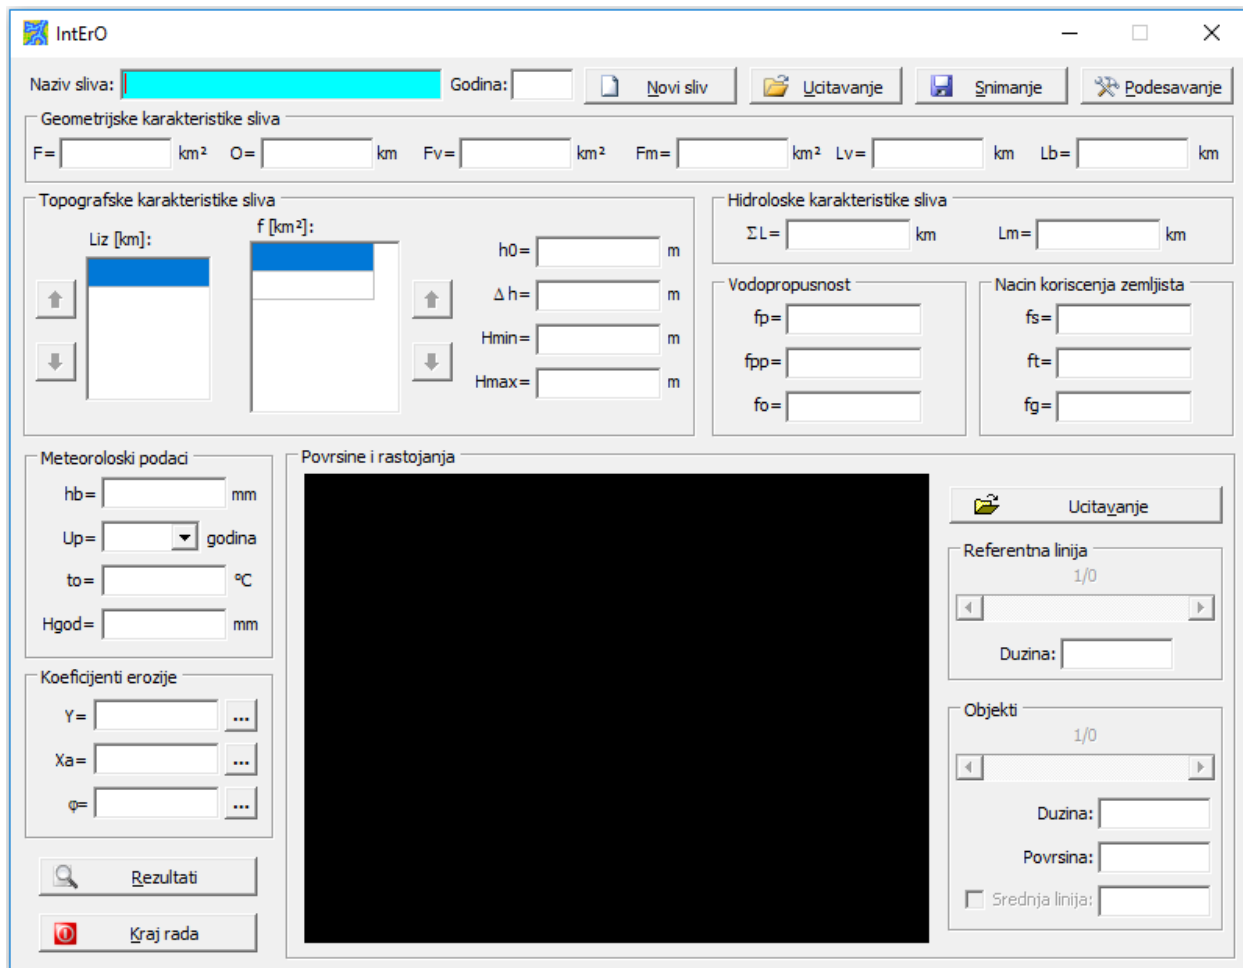 IntErO
Naziv sliva: Godina: Novi sliv Ucitavanje Snimanje Podesavanje
Geometrijske karakteristike sliva
F= km² O= km Fv= km² Fm= km² Lv= km Lb= km
Topografske karakteristike sliva
Liz [km]: f [km²]:
h0= m
Δh= m
Hmin= m
Hmax= m
Hidroloske karakteristike sliva
ΣL= km Lm= km
Vodopropusnost
fp=
fpp=
fo=
Nacin koriscenja zemljista
fs=
ft=
fg=
Meteoroloski podaci
hb= mm
Up= godina
to= ºC
Hgod= mm
Koeficijenti erozije
Y= ...
Xa= ...
φ= ...
Rezultati
Kraj rada
Povrsine i rastojanja
Ucitavanje
Referentna linija
1/0
Duzina:
Objekti
1/0
Duzina:
Povrsina:
Srednja linija: